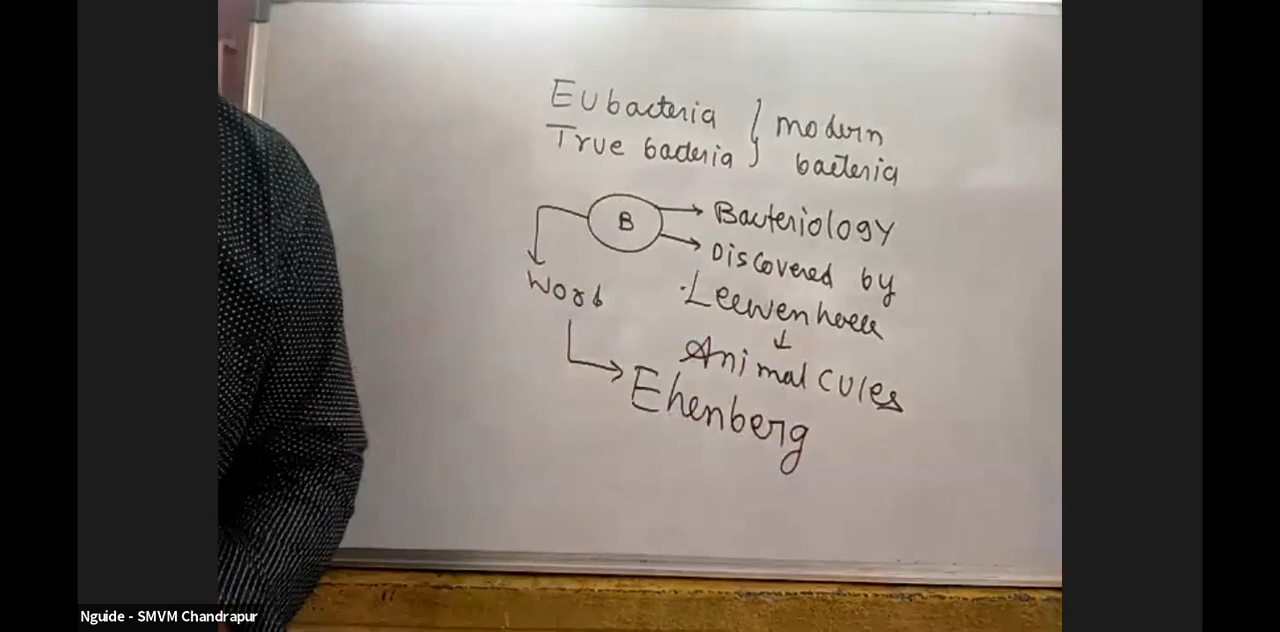 Eubacteria } modern
True bacteria } bacteria
B → Bacteriology
→ Discovered by
Leewenhoek
↓
Animalcules
Word
Ehenberg
Nguide - SMVM Chandrapur